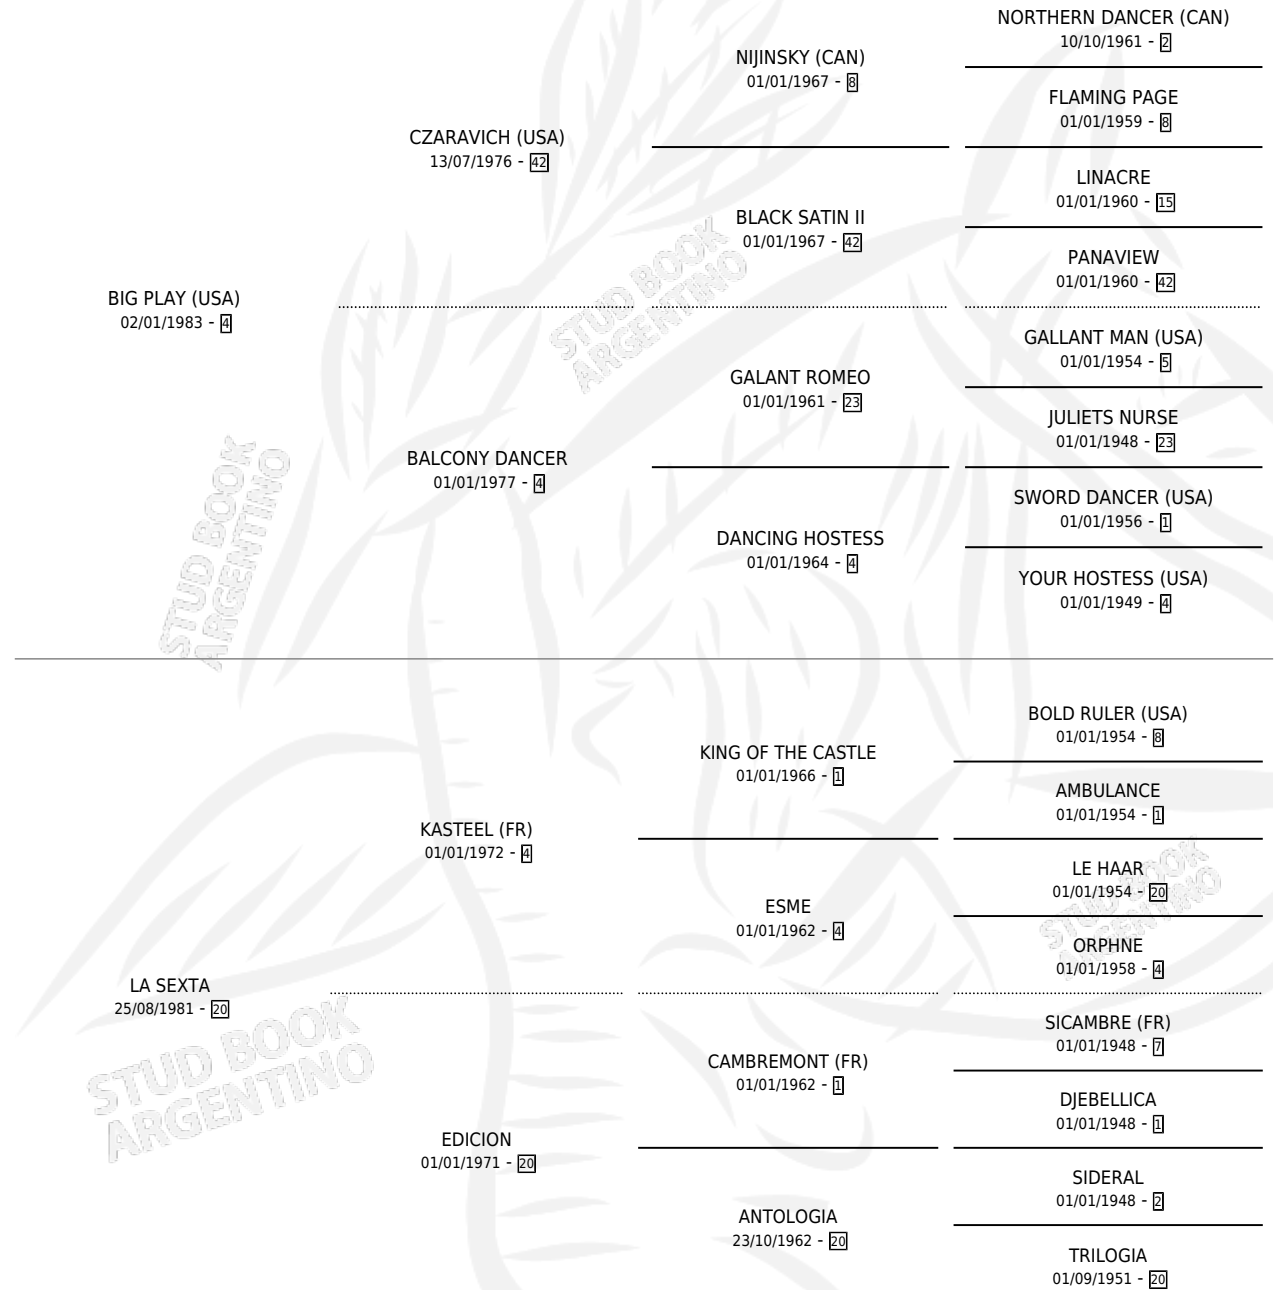 NORTHERN DANCER (CAN)
10/10/1961 - 2
NIJINSKY (CAN)
01/01/1967 - 8
FLAMING PAGE
01/01/1959 - 8
CZARAVICH (USA)
13/07/1976 - 42
LINACRE
01/01/1960 - 15
BLACK SATIN II
01/01/1967 - 42
PANAVIEW
01/01/1960 - 42
BIG PLAY (USA)
02/01/1983 - 4
GALLANT MAN (USA)
01/01/1954 - 5
GALANT ROMEO
01/01/1961 - 23
JULIETS NURSE
01/01/1948 - 23
BALCONY DANCER
01/01/1977 - 4
SWORD DANCER (USA)
01/01/1956 - 1
DANCING HOSTESS
01/01/1964 - 4
YOUR HOSTESS (USA)
01/01/1949 - 4
BOLD RULER (USA)
01/01/1954 - 8
KING OF THE CASTLE
01/01/1966 - 1
AMBULANCE
01/01/1954 - 1
KASTEEL (FR)
01/01/1972 - 4
LE HAAR
01/01/1954 - 20
ESME
01/01/1962 - 4
ORPHNE
01/01/1958 - 4
LA SEXTA
25/08/1981 - 20
SICAMBRE (FR)
01/01/1948 - 7
CAMBREMONT (FR)
01/01/1962 - 1
DJEBELLICA
01/01/1948 - 1
EDICION
01/01/1971 - 20
SIDERAL
01/01/1948 - 2
ANTOLOGIA
23/10/1962 - 20
TRILOGIA
01/09/1951 - 20
STUD BOOK
ARGENTINO
STUD BOOK
ARGENTINO
STUD BOOK
ARGENTINO
STUD BOOK
ARGENTINO